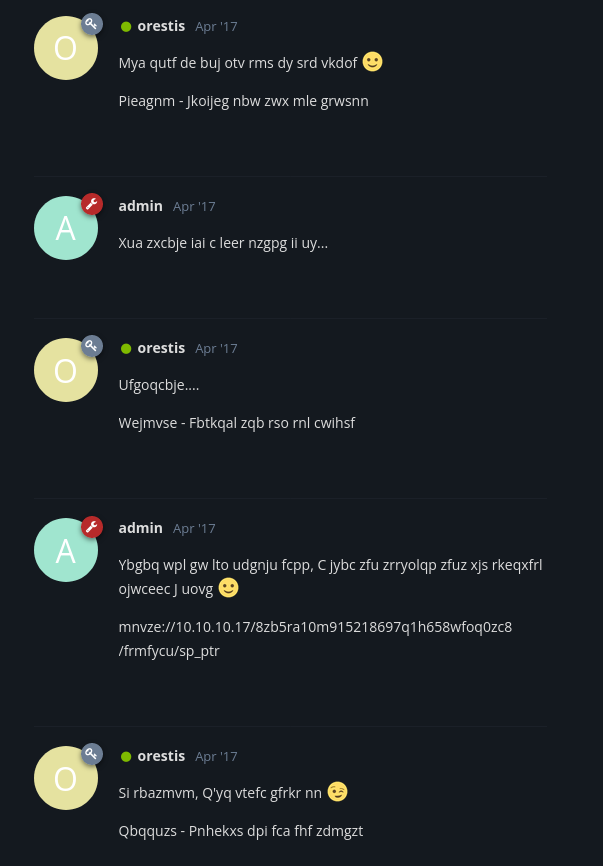 O
orestis Apr '17
Mya qutf de buj otv rms dy srd vkdof 🙂
Pieagnm - Jkoijeg nbw zwx mle grwsnn
A
admin Apr '17
Xua zxcbje iai c leer nzgpg ii uy...
O
orestis Apr '17
Ufgoqcbje....
Wejmvse - Fbtkqal zqb rso rnl cwihsf
A
admin Apr '17
Ybgbq wpl gw lto udgnju fcpp, C jybc zfu zrryolqp zfuz xjs rkeqxfrl
ojwceec J uovg 🙂
mnvze://10.10.10.17/8zb5ra10m915218697q1h658wfoq0zc8
/frmfycu/sp_ptr
O
orestis Apr '17
Si rbazmvm, Q'yq vtefc gfrkr nn 😉
Qbqquzs - Pnhekxs dpi fca fhf zdmgzt